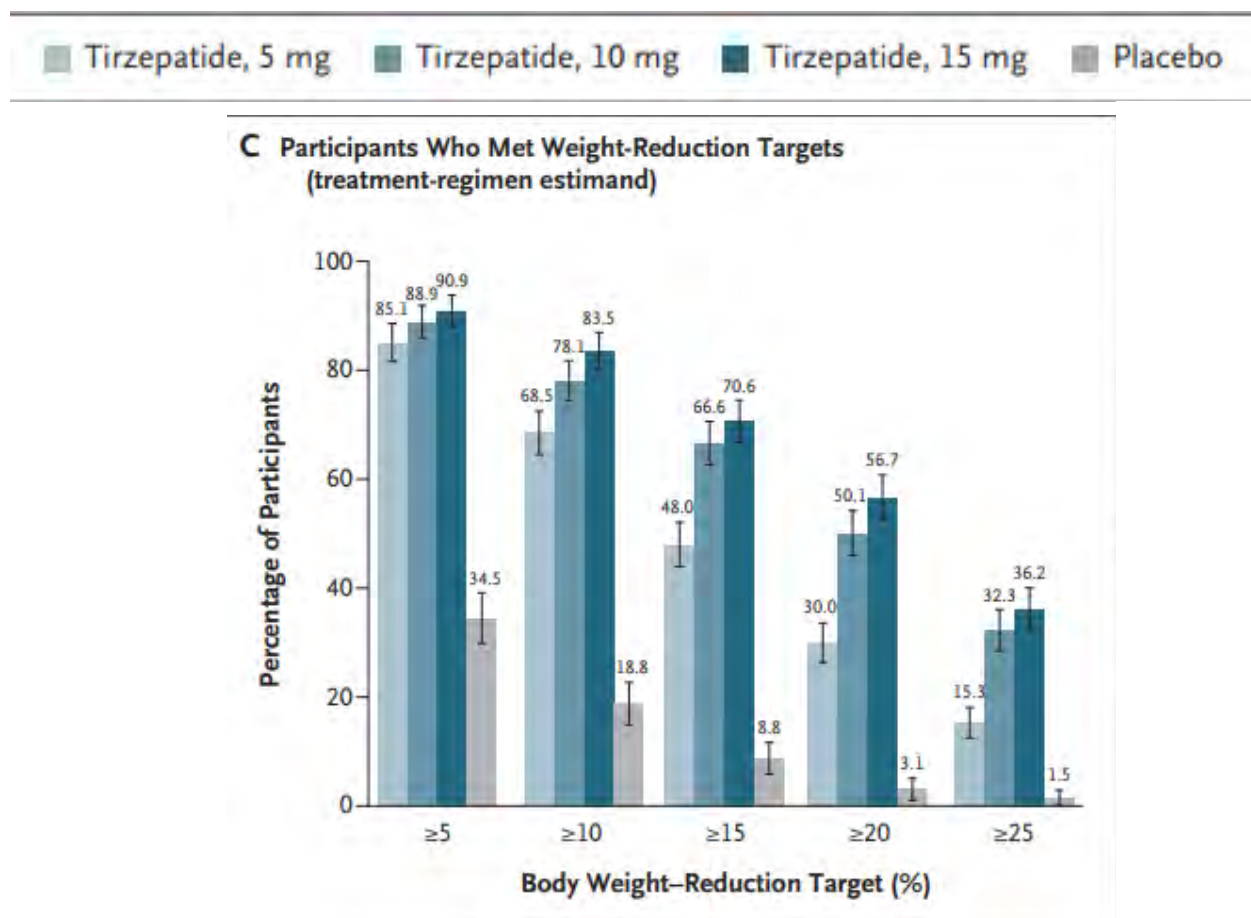 Tirzepatide, 5 mg Tirzepatide, 10 mg Tirzepatide, 15 mg Placebo
C Participants Who Met Weight-Reduction Targets
(treatment-regimen estimand)
Percentage of Participants
100
80
60
40
20
0
85.1 88.9 90.9 34.5
68.5 78.1 83.5 18.8
48.0 66.6 70.6 8.8
30.0 50.1 56.7 3.1
15.3 32.3 36.2 1.5
≥5 ≥10 ≥15 ≥20 ≥25
Body Weight–Reduction Target (%)